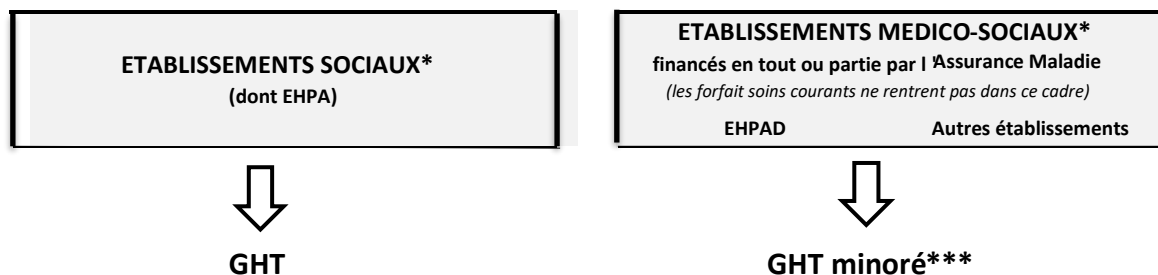 ETABLISSEMENTS SOCIAUX*
(dont EHPA)
GHT
ETABLISSEMENTS MEDICO-SOCIAUX*
financés en tout ou partie par l 'Assurance Maladie
(les forfait soins courants ne rentrent pas dans ce cadre)
EHPAD Autres établissements
GHT minoré***